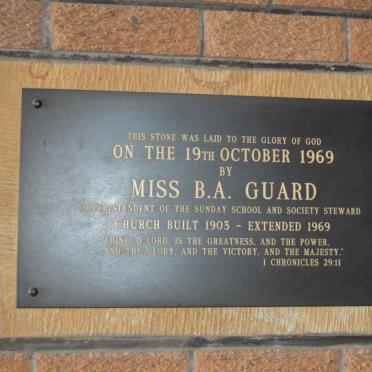 THIS STONE WAS LAID TO THE GLORY OF GOD
ON THE 19TH OCTOBER 1969
BY
MISS B.A. GUARD
SUPERINTENDENT OF THE SUNDAY SCHOOL AND SOCIETY STEWARD
CHURCH BUILT 1903 - EXTENDED 1969
"THINE, O LORD, IS THE GREATNESS, AND THE POWER,
AND THE GLORY, AND THE VICTORY, AND THE MAJESTY."
1 CHRONICLES 29:11